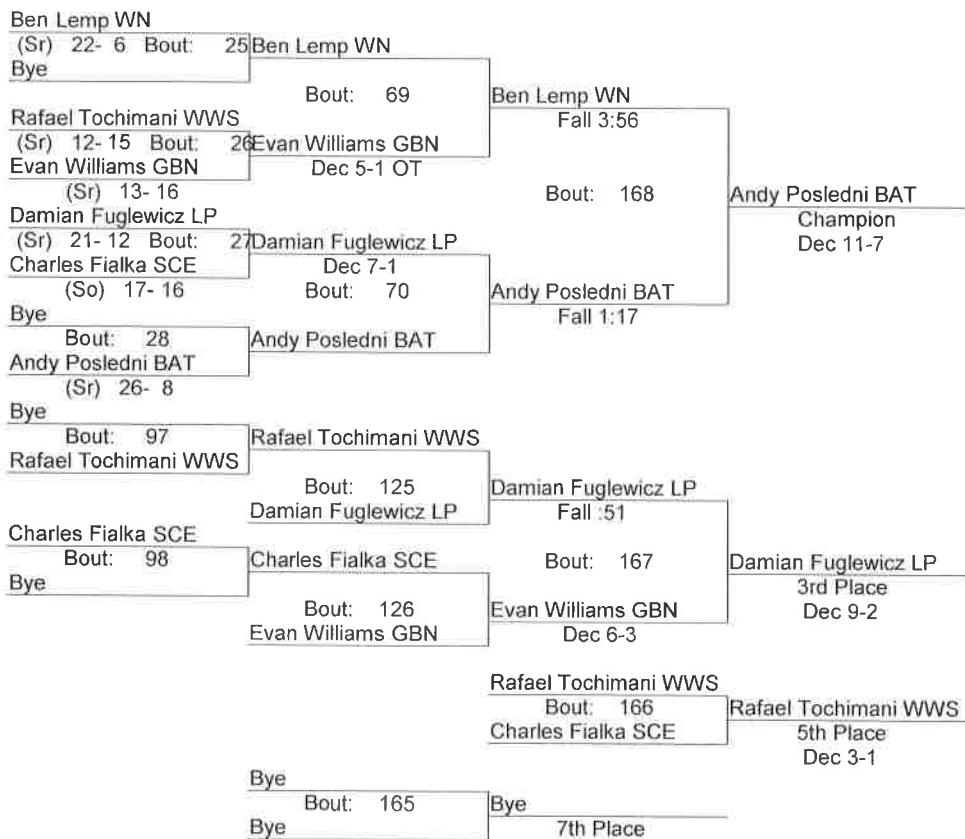 Ben Lemp WN
(Sr) 22- 6 Bout: 25
Bye
Ben Lemp WN
Bout: 69
Rafael Tochimani WWS
(Sr) 12- 15 Bout: 26
Evan Williams GBN
(Sr) 13- 16
Evan Williams GBN
Dec 5-1 OT
Ben Lemp WN
Fall 3:56
Bout: 168
Damian Fuglewicz LP
(Sr) 21- 12 Bout: 27
Charles Fialka SCE
(So) 17- 16
Damian Fuglewicz LP
Dec 7-1
Bout: 70
Bye
Bout: 28
Andy Posledni BAT
(Sr) 26- 8
Andy Posledni BAT
Andy Posledni BAT
Fall 1:17
Andy Posledni BAT
Champion
Dec 11-7
Bye
Bout: 97
Rafael Tochimani WWS
Rafael Tochimani WWS
Bout: 125
Damian Fuglewicz LP
Damian Fuglewicz LP
Fall :51
Bout: 167
Charles Fialka SCE
Bout: 98
Bye
Charles Fialka SCE
Bout: 126
Evan Williams GBN
Evan Williams GBN
Dec 6-3
Damian Fuglewicz LP
3rd Place
Dec 9-2
Rafael Tochimani WWS
Bout: 166
Charles Fialka SCE
Rafael Tochimani WWS
5th Place
Dec 3-1
Bye
Bout: 165
Bye
Bye
7th Place